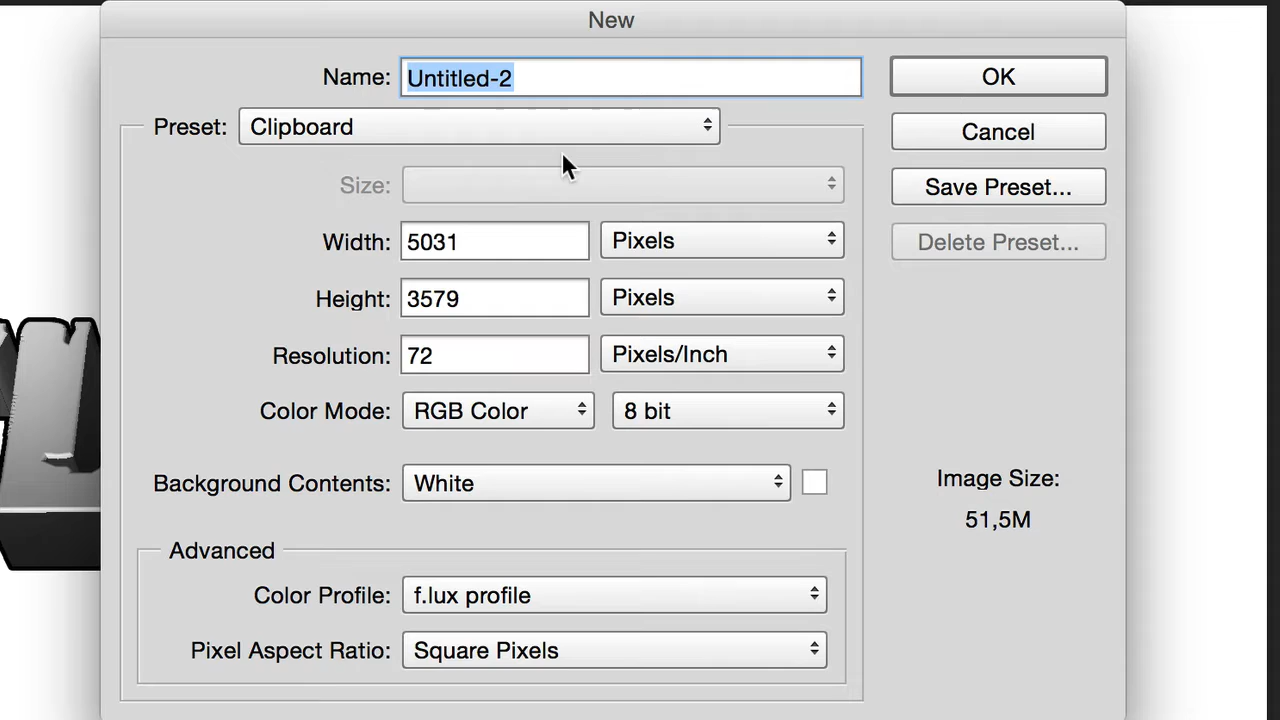 New
Name: Untitled-2 OK
Preset: Clipboard Cancel
Size: Save Preset...
Width: 5031 Pixels Delete Preset...
Height: 3579 Pixels
Resolution: 72 Pixels/Inch
Color Mode: RGB Color 8 bit
Background Contents: White Image Size:
51,5M
Advanced
Color Profile: f.lux profile
Pixel Aspect Ratio: Square Pixels